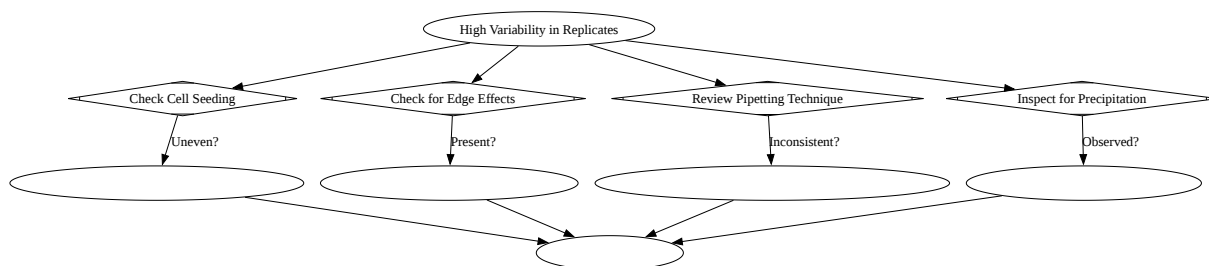 High Variability in Replicates
Check Cell Seeding
Check for Edge Effects
Review Pipetting Technique
Inspect for Precipitation
Uneven?
Present?
Inconsistent?
Observed?